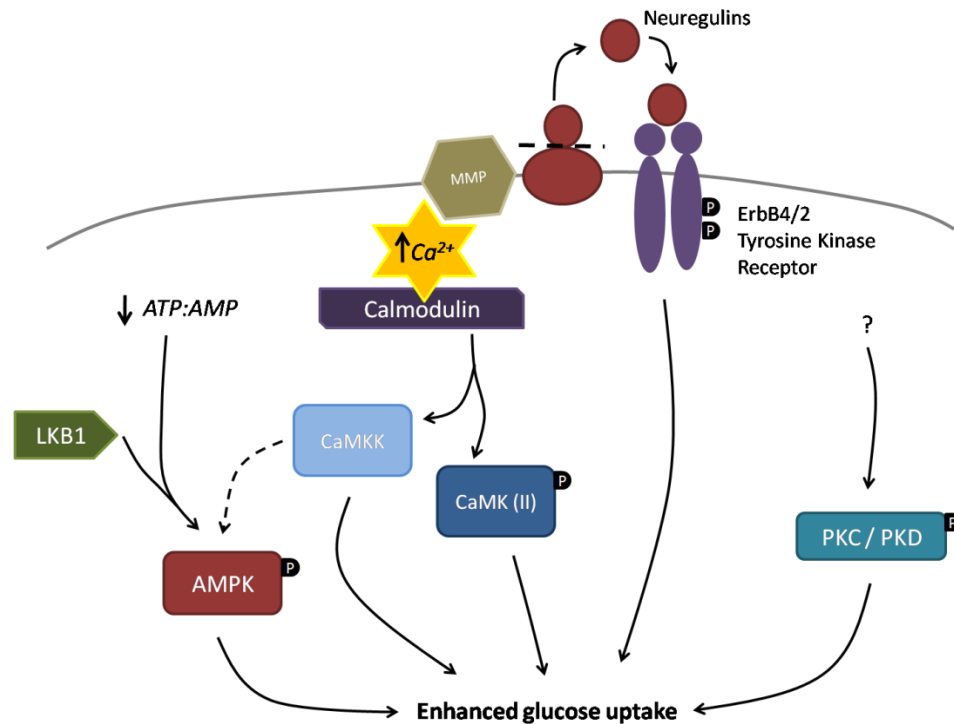 Neuregulins
MMP
P
P
ErbB4/2
Tyrosine Kinase
Receptor
↑Ca²⁺
↓ ATP:AMP
Calmodulin
?
LKB1
CaMKK
CaMK (II)
P
PKC / PKD
P
AMPK
P
Enhanced glucose uptake